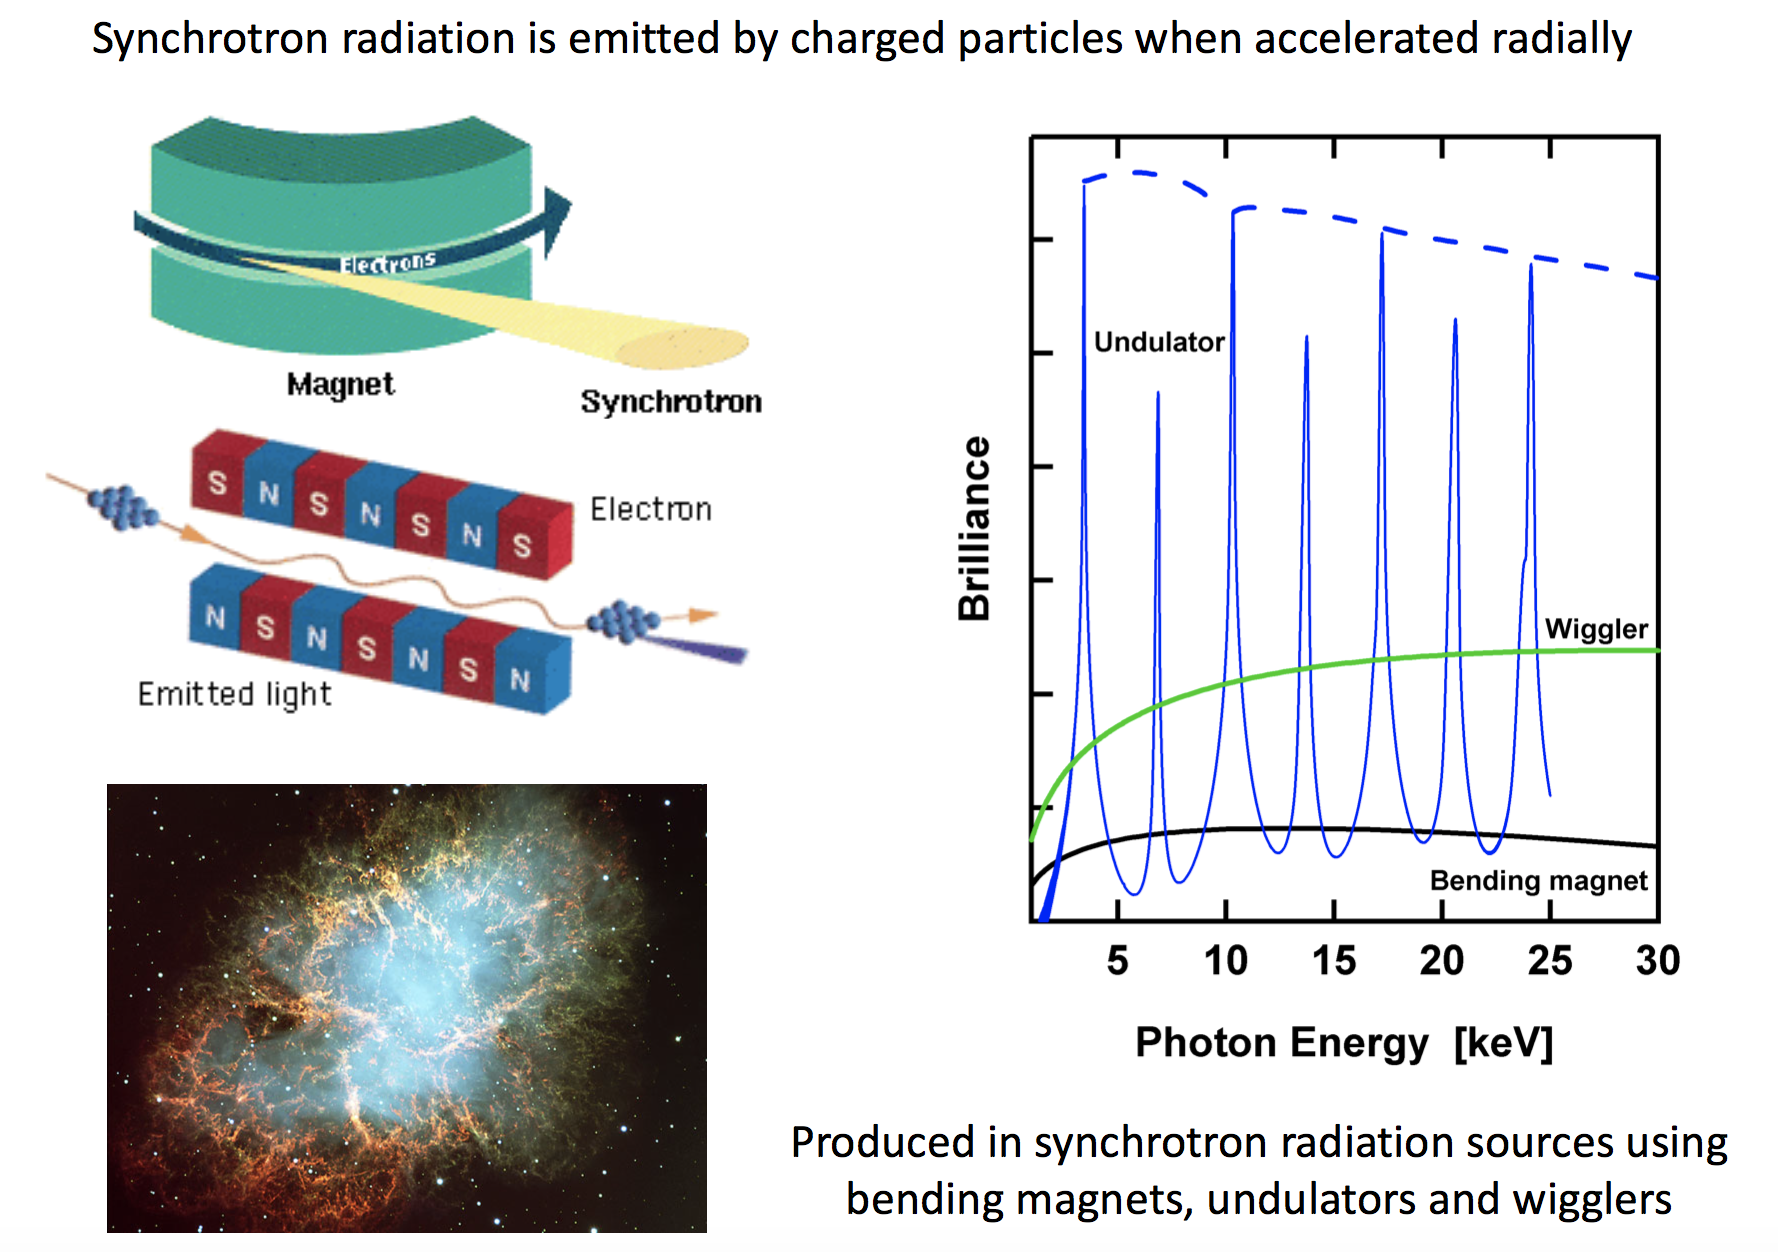 Synchrotron radiation is emitted by charged particles when accelerated radially
Electrons
Magnet
Synchrotron
S N S N S N S
Electron
N S N S N S N
Emitted light
Undulator
Wiggler
Bending magnet
Brilliance
5 10 15 20 25 30
Photon Energy [keV]
Produced in synchrotron radiation sources using
bending magnets, undulators and wigglers